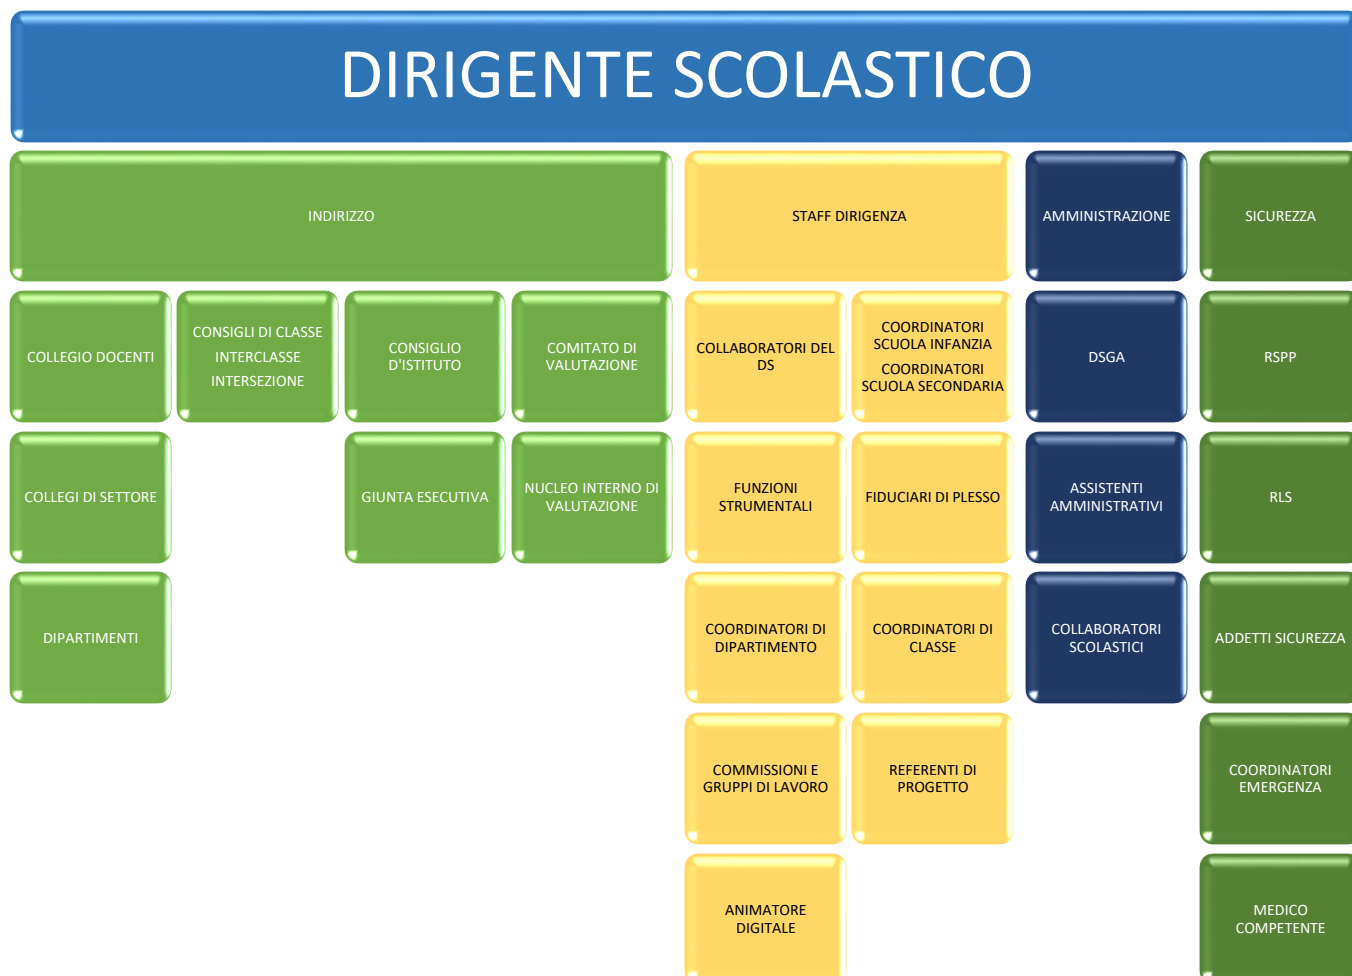 DIRIGENTE SCOLASTICO
INDIRIZZO
STAFF DIRIGENZA
AMMINISTRAZIONE
SICUREZZA
COLLEGIO DOCENTI
CONSIGLI DI CLASSE
INTERCLASSE
INTERSEZIONE
CONSIGLIO
D'ISTITUTO
COMITATO DI
VALUTAZIONE
COLLABORATORI DEL
DS
COORDINATORI
SCUOLA INFANZIA
COORDINATORI
SCUOLA SECONDARIA
DSGA
RSPP
COLLEGI DI SETTORE
GIUNTA ESECUTIVA
NUCLEO INTERNO DI
VALUTAZIONE
FUNZIONI
STRUMENTALI
FIDUCIARI DI PLESSO
ASSISTENTI
AMMINISTRATIVI
RLS
DIPARTIMENTI
COORDINATORI DI
DIPARTIMENTO
COORDINATORI DI
CLASSE
COLLABORATORI
SCOLASTICI
ADDETTI SICUREZZA
COMMISSIONI E
GRUPPI DI LAVORO
REFERENTI DI
PROGETTO
COORDINATORI
EMERGENZA
ANIMATORE
DIGITALE
MEDICO
COMPETENTE